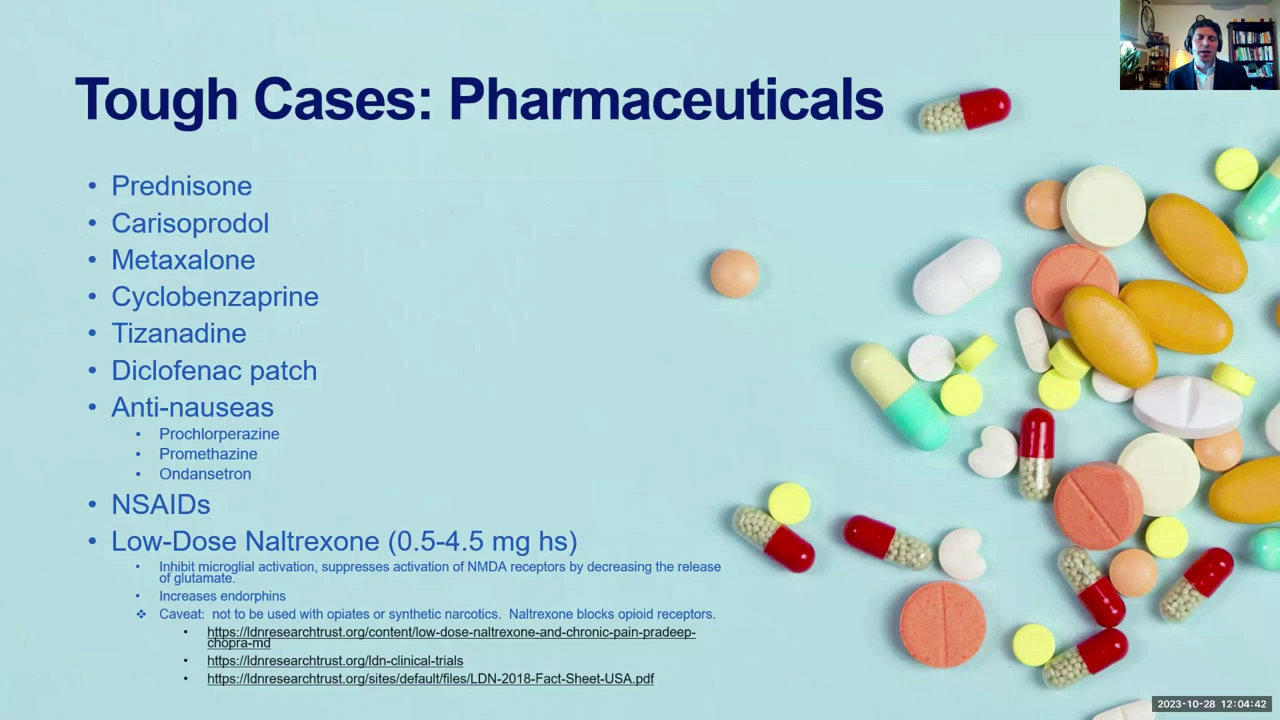 Tough Cases: Pharmaceuticals
• Prednisone
• Carisoprodol
• Metaxalone
• Cyclobenzaprine
• Tizanadine
• Diclofenac patch
• Anti-nauseas
• Prochlorperazine
• Promethazine
• Ondansetron
• NSAIDs
• Low-Dose Naltrexone (0.5-4.5 mg hs)
• Inhibit microglial activation, suppresses activation of NMDA receptors by decreasing the release
of glutamate.
• Increases endorphins
❖ Caveat: not to be used with opiates or synthetic narcotics. Naltrexone blocks opioid receptors.
• https://ldnresearchtrust.org/content/low-dose-naltrexone-and-chronic-pain-pradeep-
chopra-md
• https://ldnresearchtrust.org/ldn-clinical-trials
• https://ldnresearchtrust.org/sites/default/files/LDN-2018-Fact-Sheet-USA.pdf
2023-10-28 12:04:42